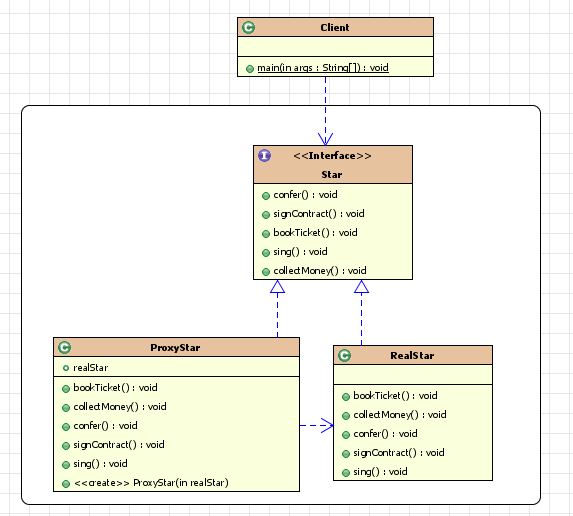 Client
main(in args : String[]) : void
<<Interface>>
Star
confer() : void
signContract() : void
bookTicket() : void
sing() : void
collectMoney() : void
ProxyStar
realStar
bookTicket() : void
collectMoney() : void
confer() : void
signContract() : void
sing() : void
<<create>> ProxyStar(in realStar)
RealStar
bookTicket() : void
collectMoney() : void
confer() : void
signContract() : void
sing() : void